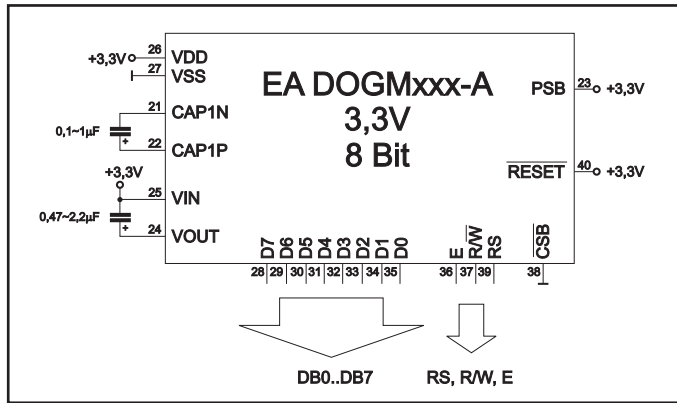 +3,3V 26 VDD
27 VSS
21 CAP1N
0,1~1µF
22 CAP1P
+3,3V
25 VIN
0,47~2,2µF
24 VOUT
EA DOGMxxx-A
3,3V
8 Bit
PSB 23 +3,3V
RESET 40 +3,3V
D7 D6 D5 D4 D3 D2 D1 D0 E R/W RS CSB
28 29 30 31 32 33 34 35 36 37 39 38
+ +
DB0..DB7 RS, R/W, E